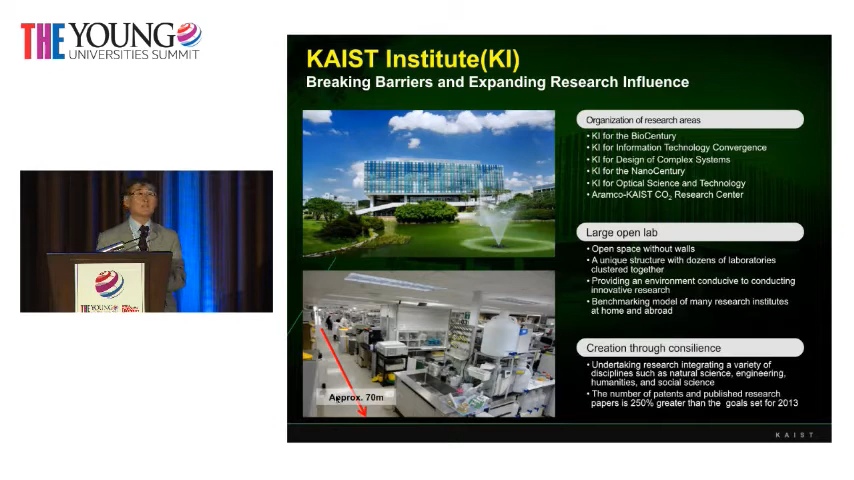 THE YOUNG
UNIVERSITIES SUMMIT
KAIST Institute(KI)
Breaking Barriers and Expanding Research Influence
Organization of research areas
• KI for the BioCentury
• KI for Information Technology Convergence
• KI for Design of Complex Systems
• KI for the NanoCentury
• KI for Optical Science and Technology
• Aramco-KAIST CO₂ Research Center
Large open lab
• Open space without walls
• A unique structure with dozens of laboratories
clustered together
• Providing an environment conducive to conducting
innovative research
• Benchmarking model of many research institutes
at home and abroad
Creation through consilience
• Undertaking research integrating a variety of
disciplines such as natural science, engineering,
humanities, and social science
• The number of patents and published research
papers is 250% greater than the goals set for 2013
Approx. 70m
KAIST
THE YOUNG